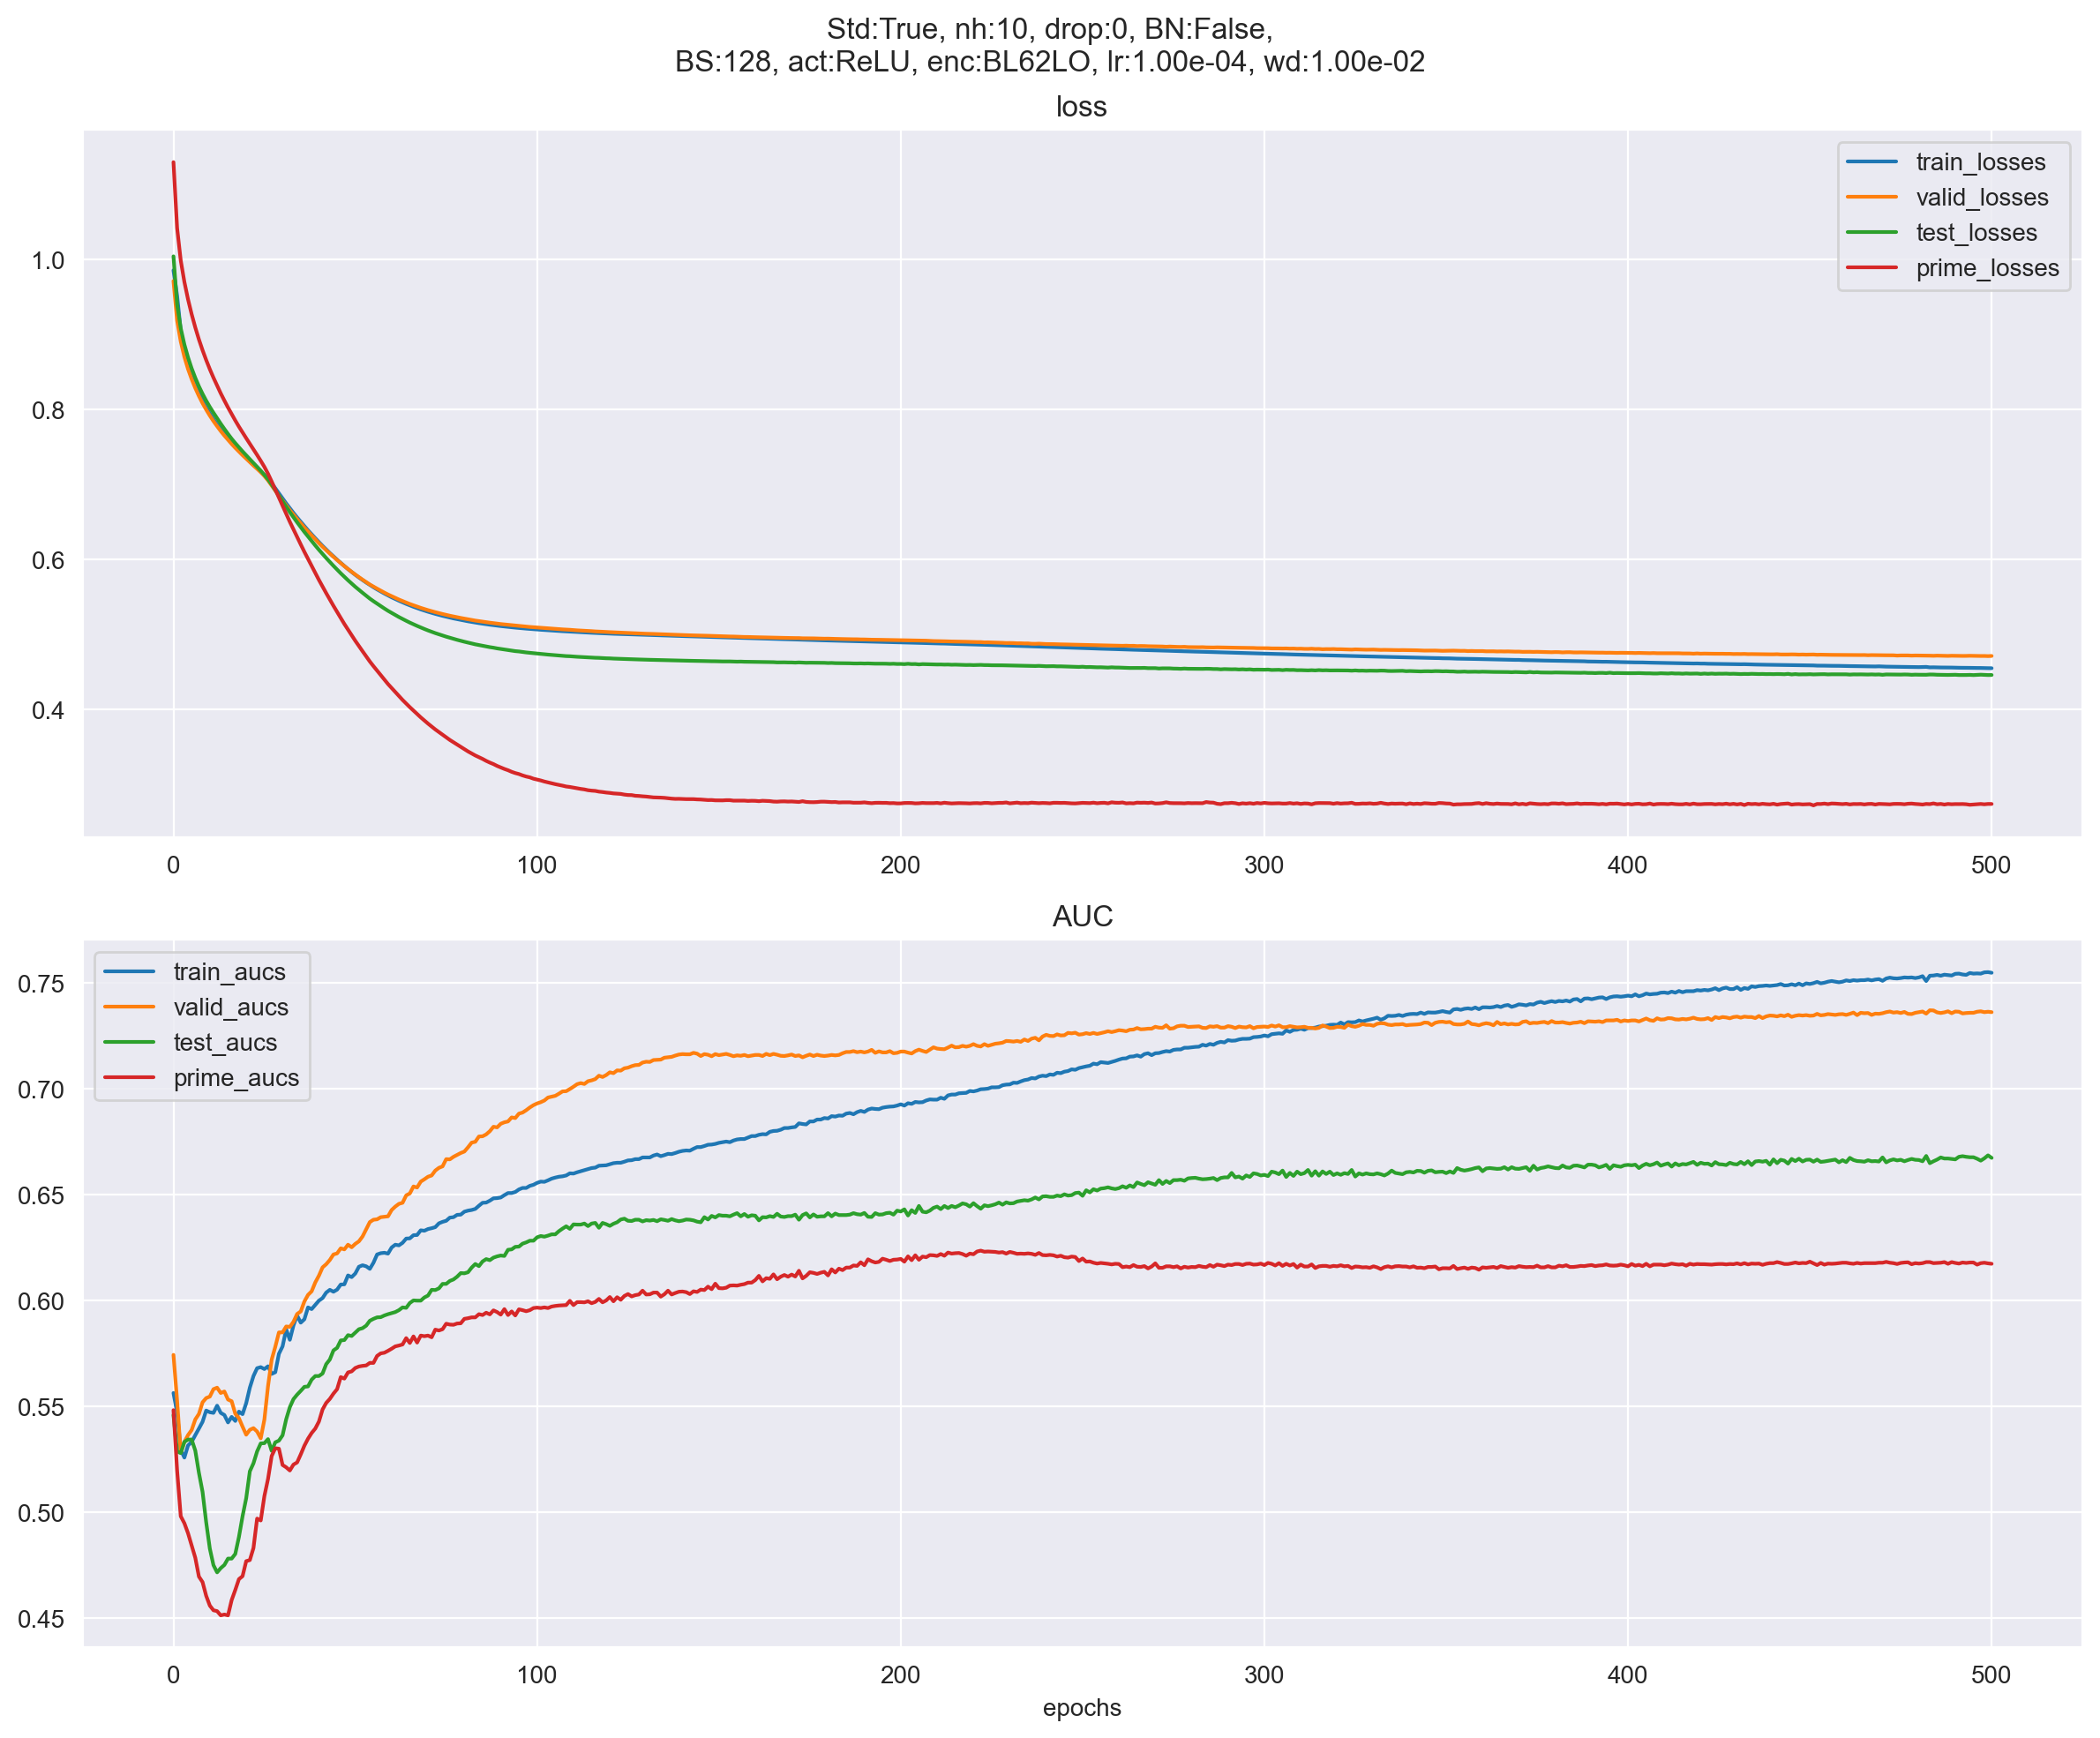 Std:True, nh:10, drop:0, BN:False,
BS:128, act:ReLU, enc:BL62LO, lr:1.00e-04, wd:1.00e-02
loss
train_losses
valid_losses
test_losses
prime_losses
1.0
0.8
0.6
0.4
0 100 200 300 400 500
AUC
train_aucs
valid_aucs
test_aucs
prime_aucs
0.75
0.70
0.65
0.60
0.55
0.50
0.45
0 100 200 300 400 500
epochs